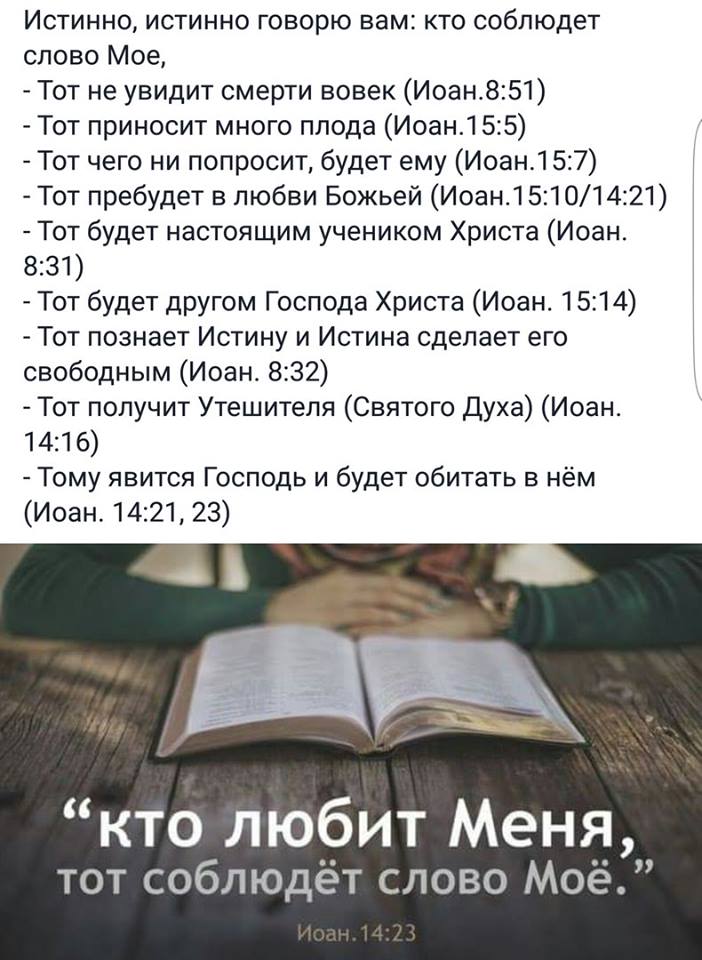 Истинно, истинно говорю вам: кто соблюдет
слово Мое,
- Тот не увидит смерти вовек (Иоан.8:51)
- Тот приносит много плода (Иоан.15:5)
- Тот чего ни попросит, будет ему (Иоан.15:7)
- Тот пребудет в любви Божьей (Иоан.15:10/14:21)
- Тот будет настоящим учеником Христа (Иоан.
8:31)
- Тот будет другом Господа Христа (Иоан. 15:14)
- Тот познает Истину и Истина сделает его
свободным (Иоан. 8:32)
- Тот получит Утешителя (Святого Духа) (Иоан.
14:16)
- Тому явится Господь и будет обитать в нём
(Иоан. 14:21, 23)
“кто любит Меня,
тот соблюдёт слово Моё.”
Иоан.14:23